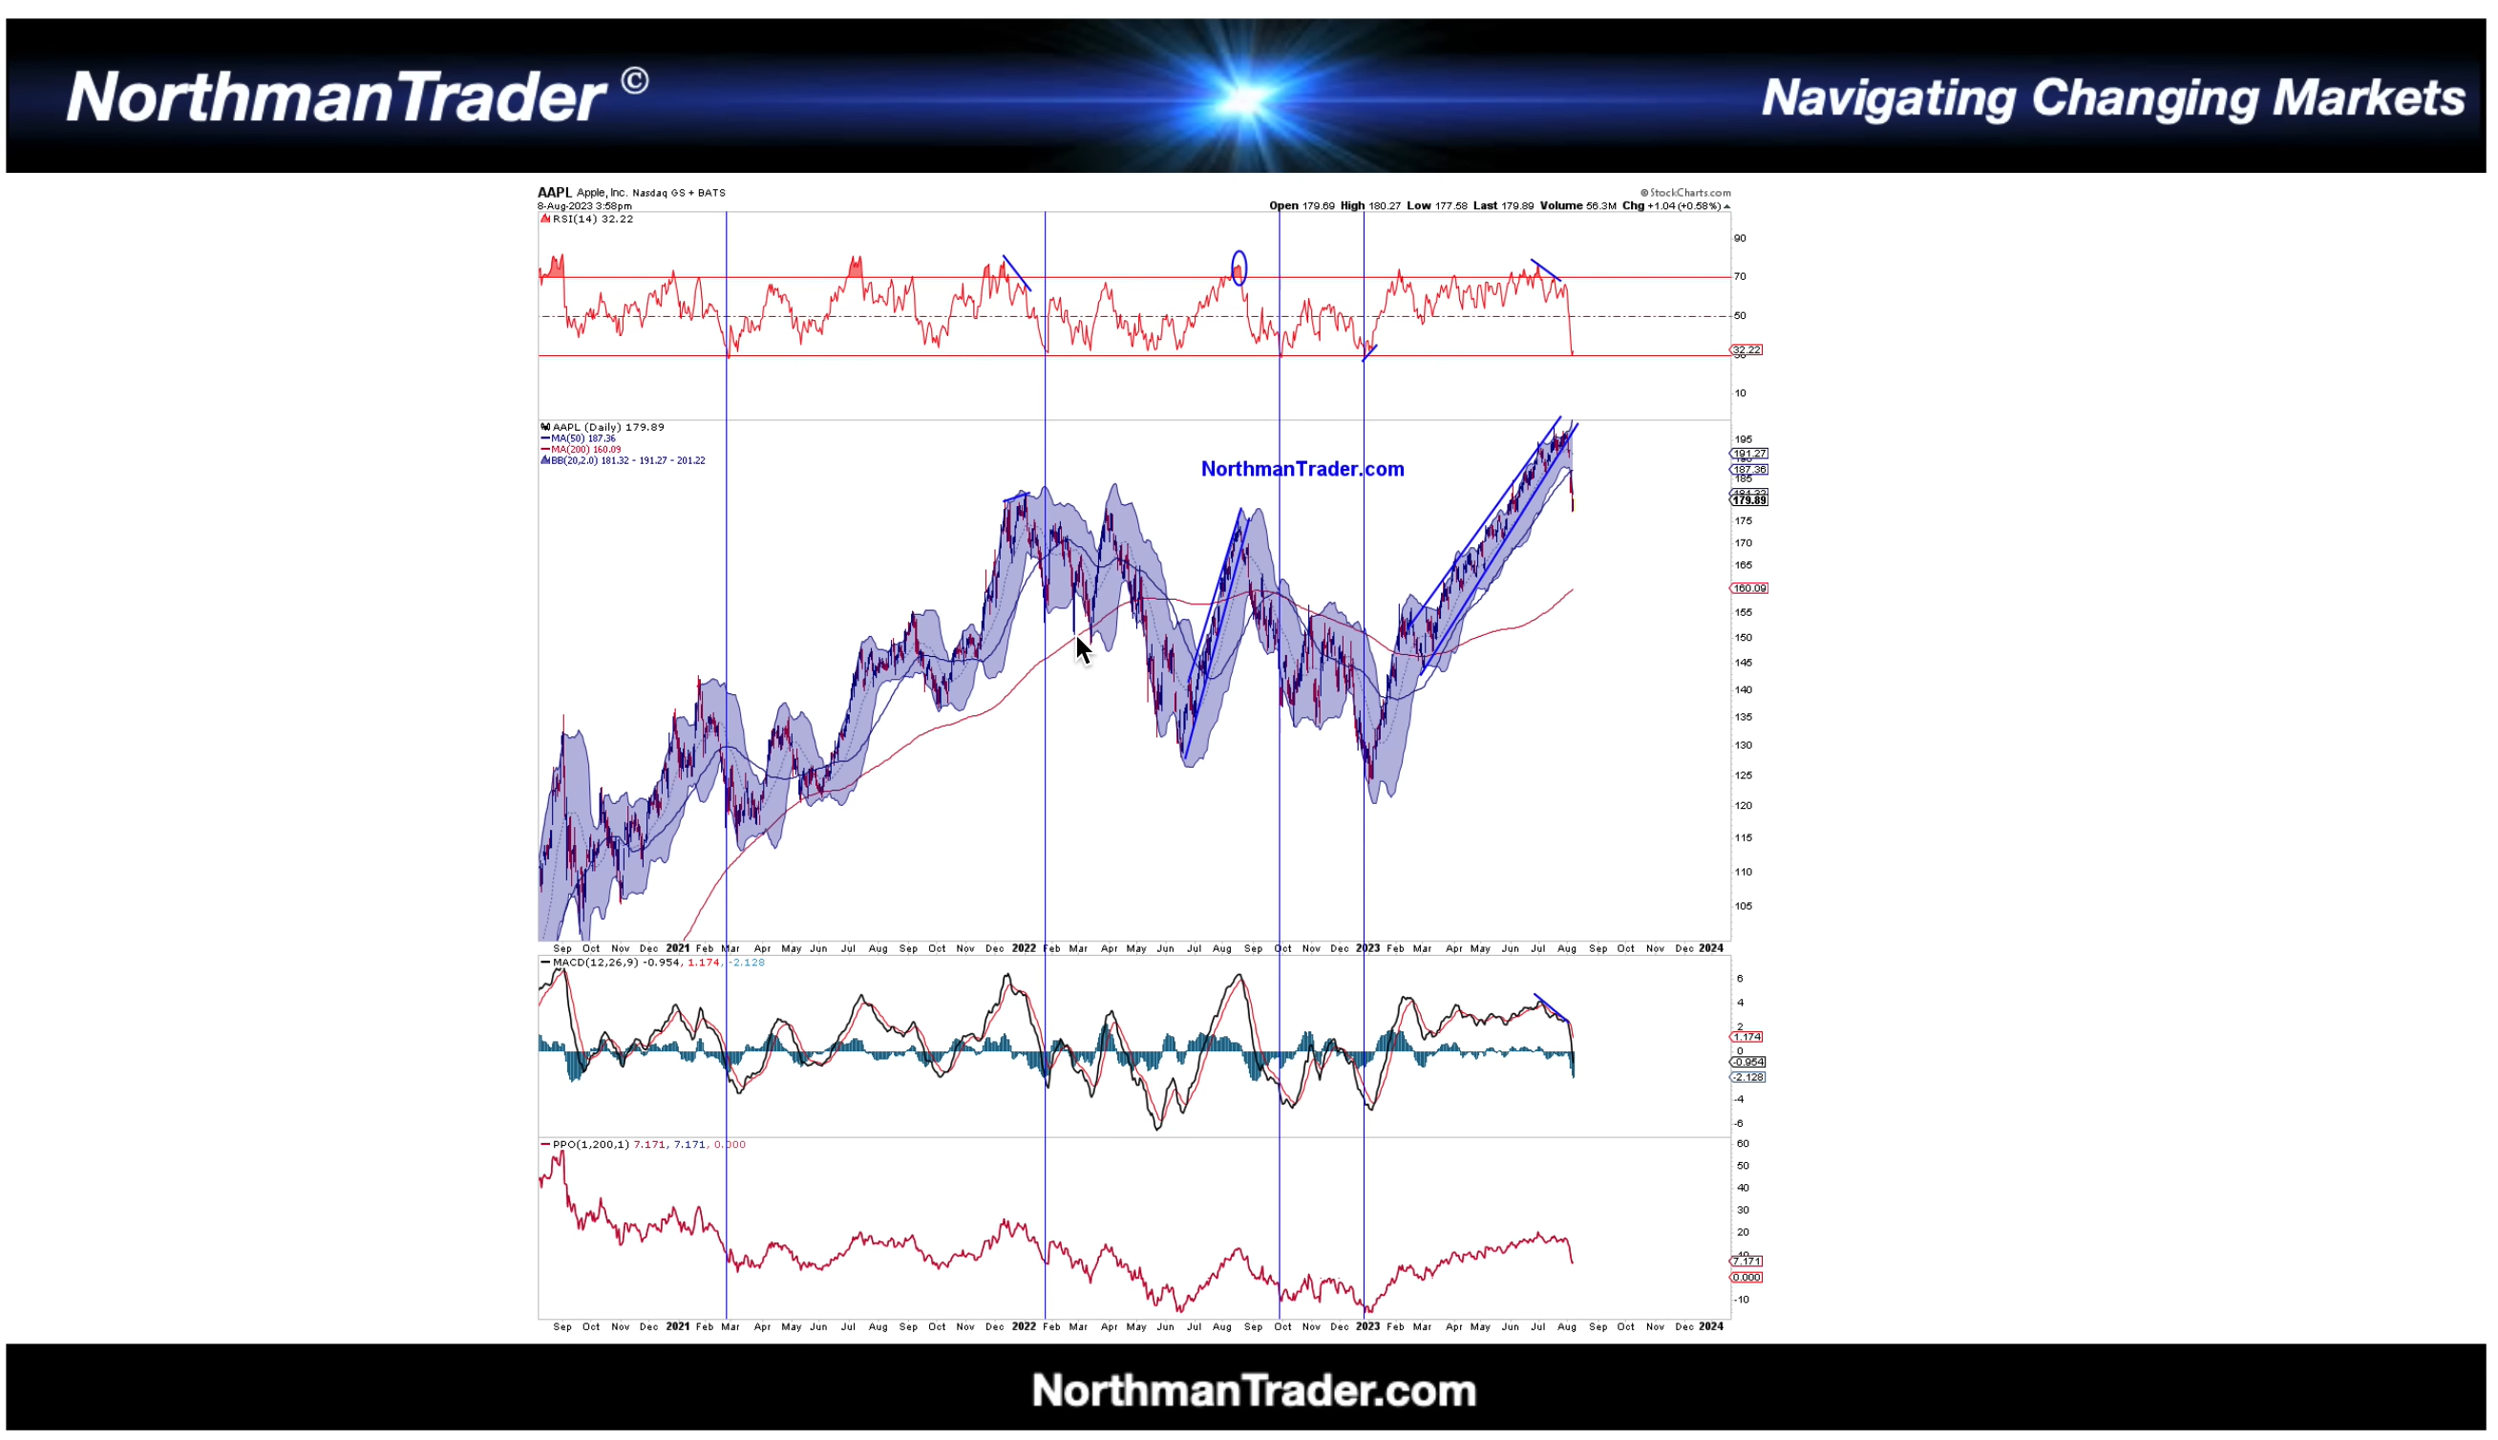 NorthmanTrader ©
Navigating Changing Markets
AAPL Apple, Inc. Nasdaq GS + BATS
© StockCharts.com
8-Aug-2023 3:58pm
Open 179.69 High 180.27 Low 177.58 Last 179.89 Volume 56.3M Chg +1.04 (+0.58%)
RSI(14) 32.22
90
70
50
32.22
10
AAPL (Daily) 179.89
MA(50) 187.36
MA(200) 160.09
BB(20,2.0) 181.32 - 191.27 - 201.22
NorthmanTrader.com
195
191.27
187.36
185
181.32
179.89
175
170
165
160.09
155
150
145
140
135
130
125
120
115
110
105
Sep Oct Nov Dec 2021 Feb Mar Apr May Jun Jul Aug Sep Oct Nov Dec 2022 Feb Mar Apr May Jun Jul Aug Sep Oct Nov Dec 2023 Feb Mar Apr May Jun Jul Aug Sep Oct Nov Dec 2024
MACD(12,26,9) -0.954, 1.174, -2.128
6
4
2
1.174
0
-0.954
-2.128
-4
-6
PPO(1,200,1) 7.171, 7.171, 0.000
60
50
40
30
20
7.171
0.000
-10
Sep Oct Nov Dec 2021 Feb Mar Apr May Jun Jul Aug Sep Oct Nov Dec 2022 Feb Mar Apr May Jun Jul Aug Sep Oct Nov Dec 2023 Feb Mar Apr May Jun Jul Aug Sep Oct Nov Dec 2024
NorthmanTrader.com